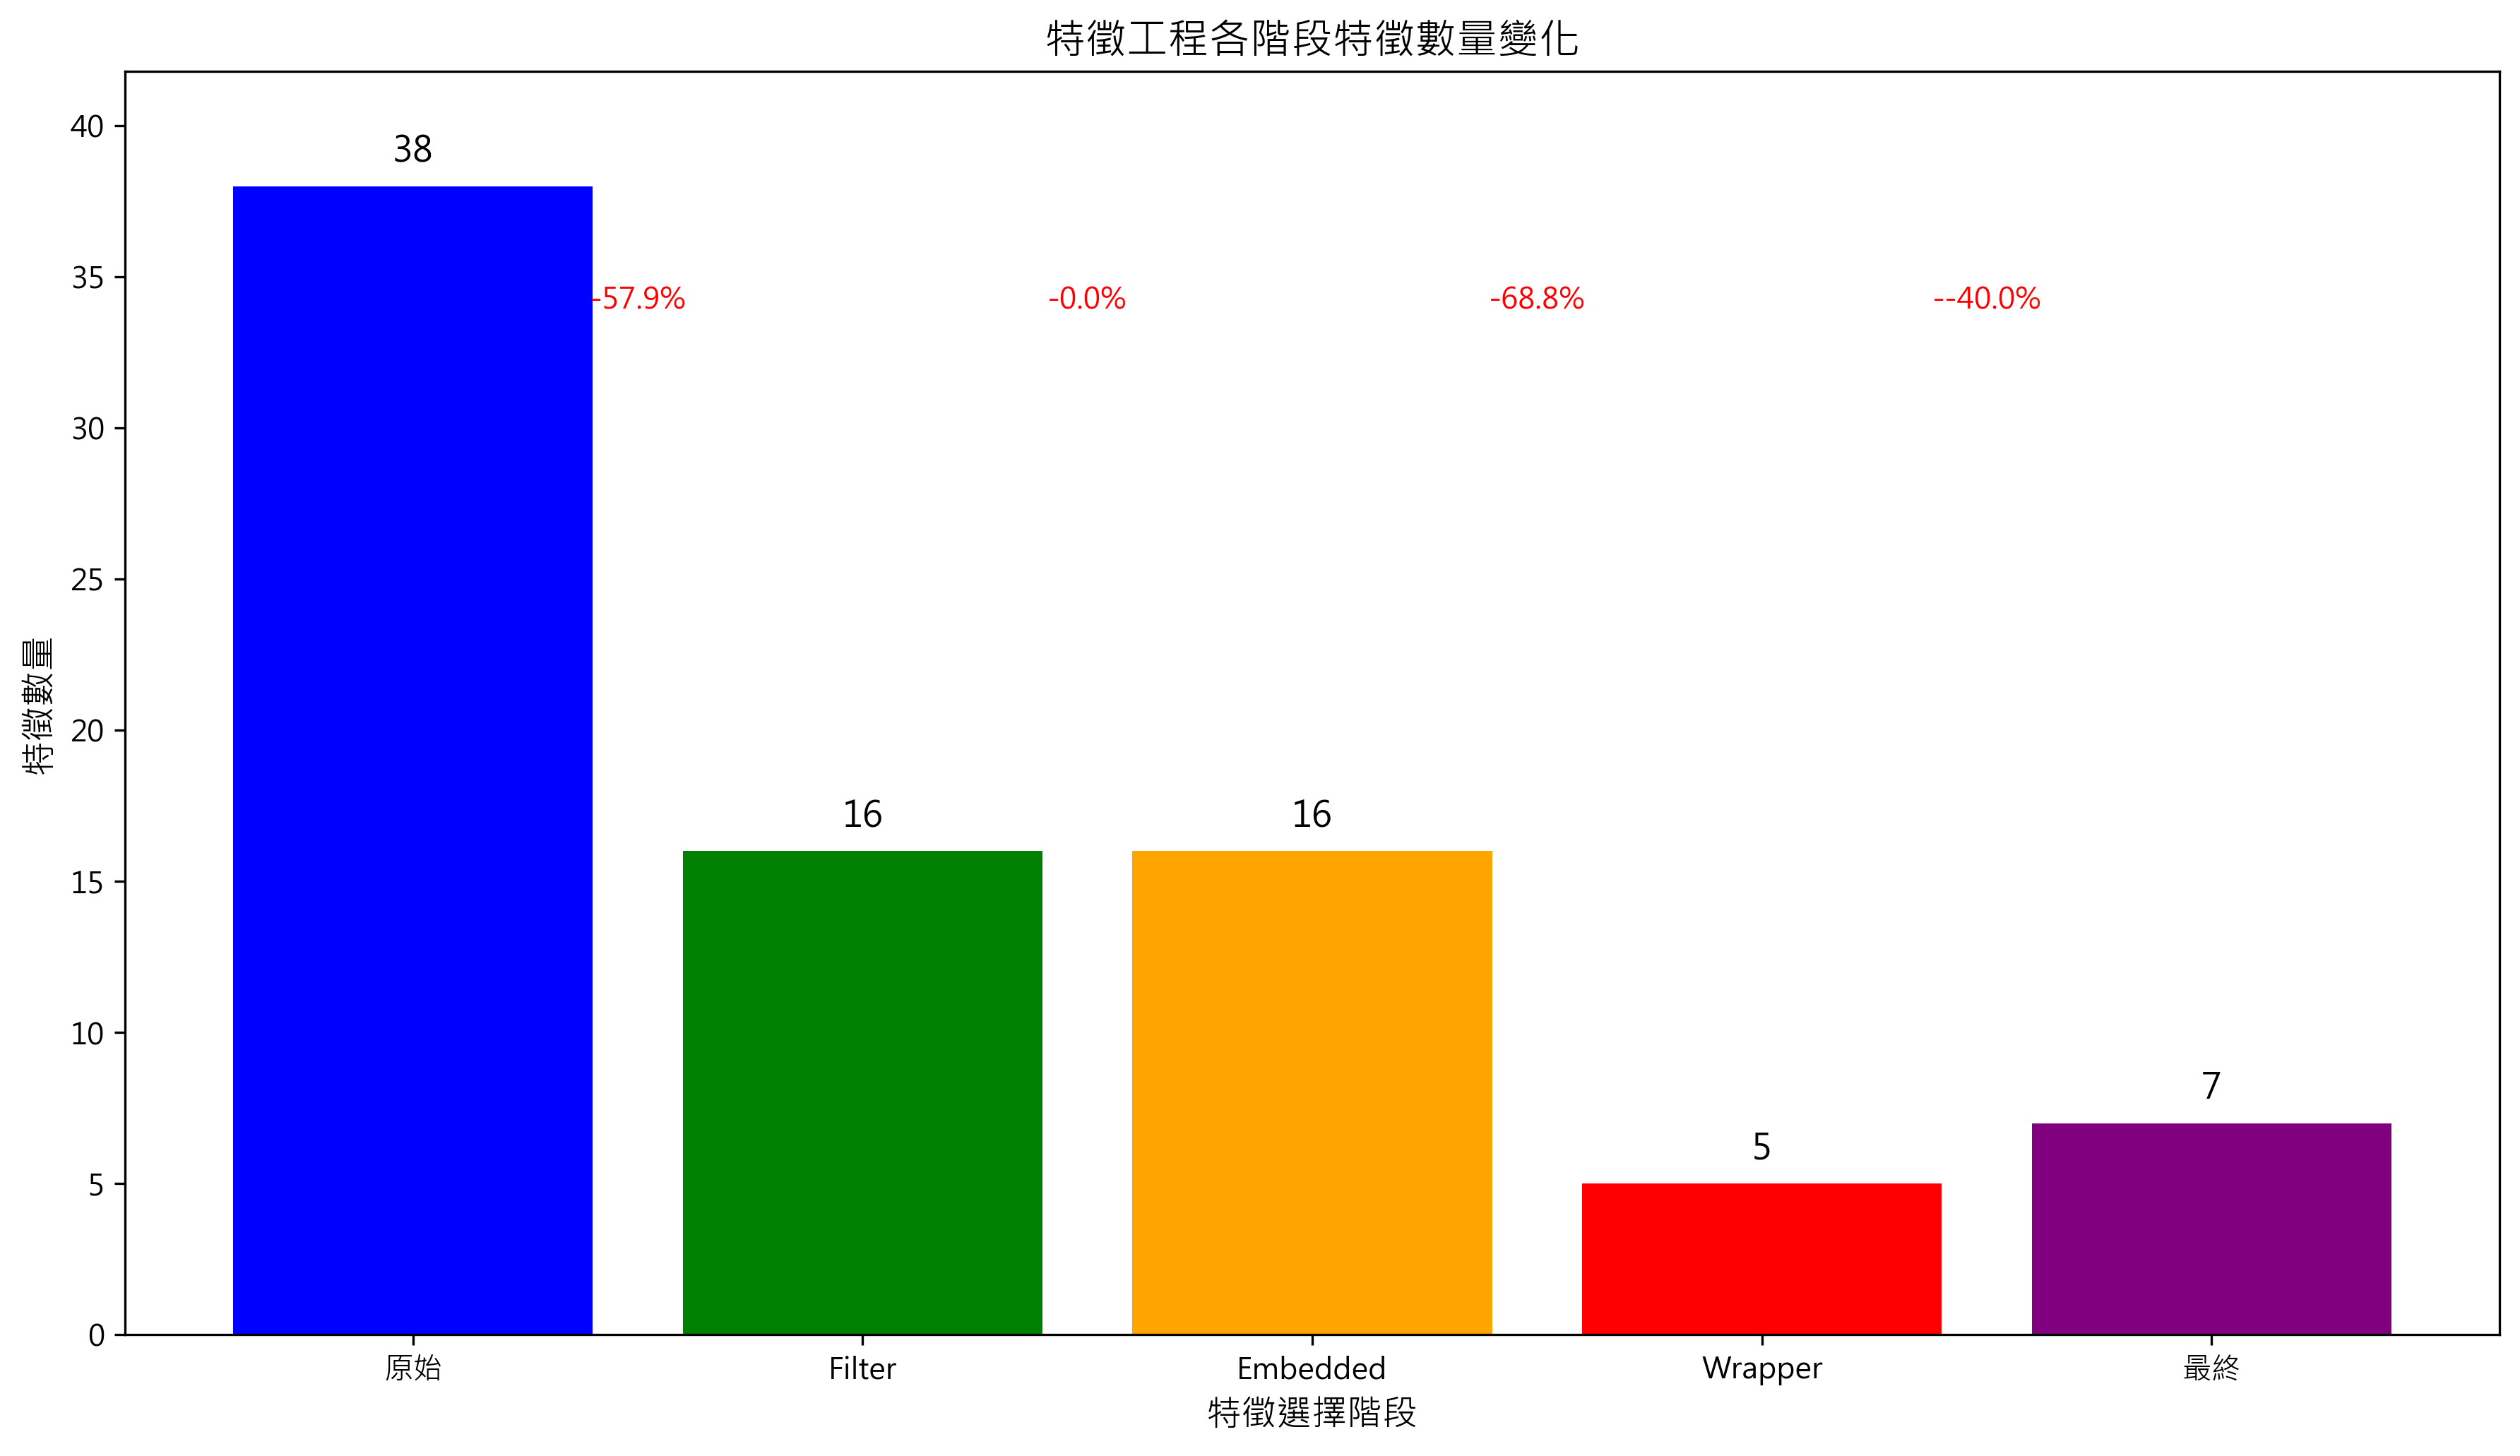 特徵工程各階段特徵數量變化
特徵數量
40
35
30
25
20
15
10
5
0
38
16
16
5
7
-57.9%
-0.0%
-68.8%
--40.0%
原始
Filter
Embedded
Wrapper
最終
特徵選擇階段